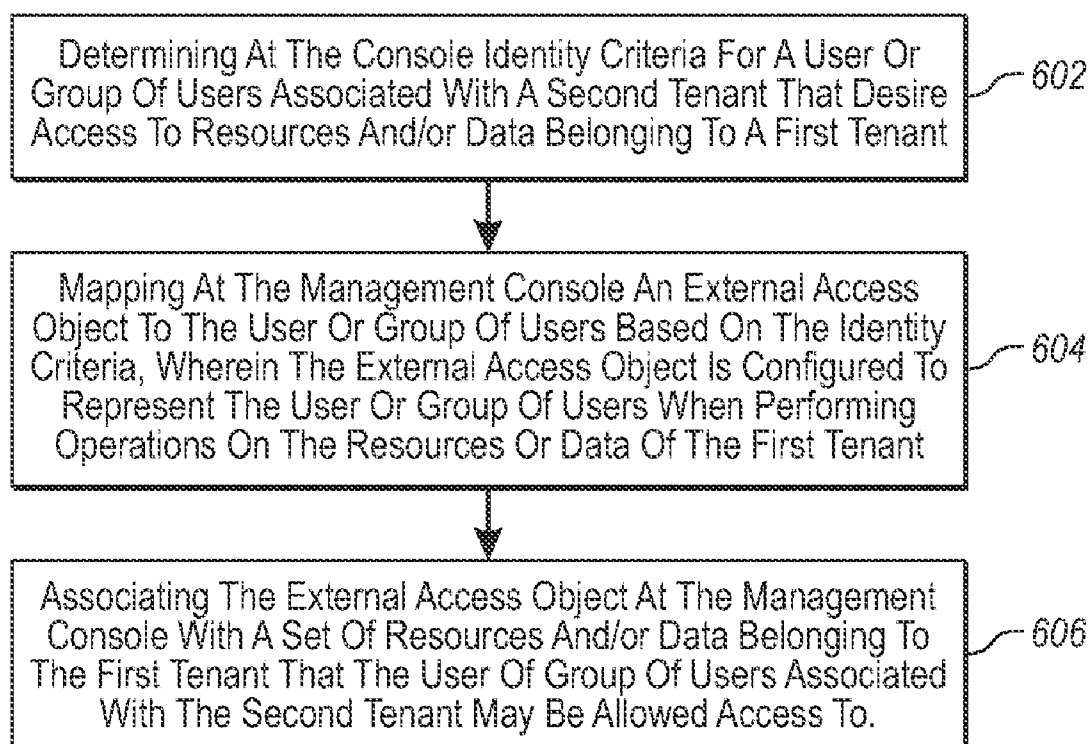 Determining At The Console Identity Criteria For A User Or
Group Of Users Associated With A Second Tenant That Desire
Access To Resources And/or Data Belonging To A First Tenant
602
Mapping At The Management Console An External Access
Object To The User Or Group Of Users Based On The Identity
Criteria, Wherein The External Access Object Is Configured To
Represent The User Or Group Of Users When Performing
Operations On The Resources Or Data Of The First Tenant
604
Associating The External Access Object At The Management
Console With A Set Of Resources And/or Data Belonging To
The First Tenant That The User Of Group Of Users Associated
With The Second Tenant May Be Allowed Access To.
606